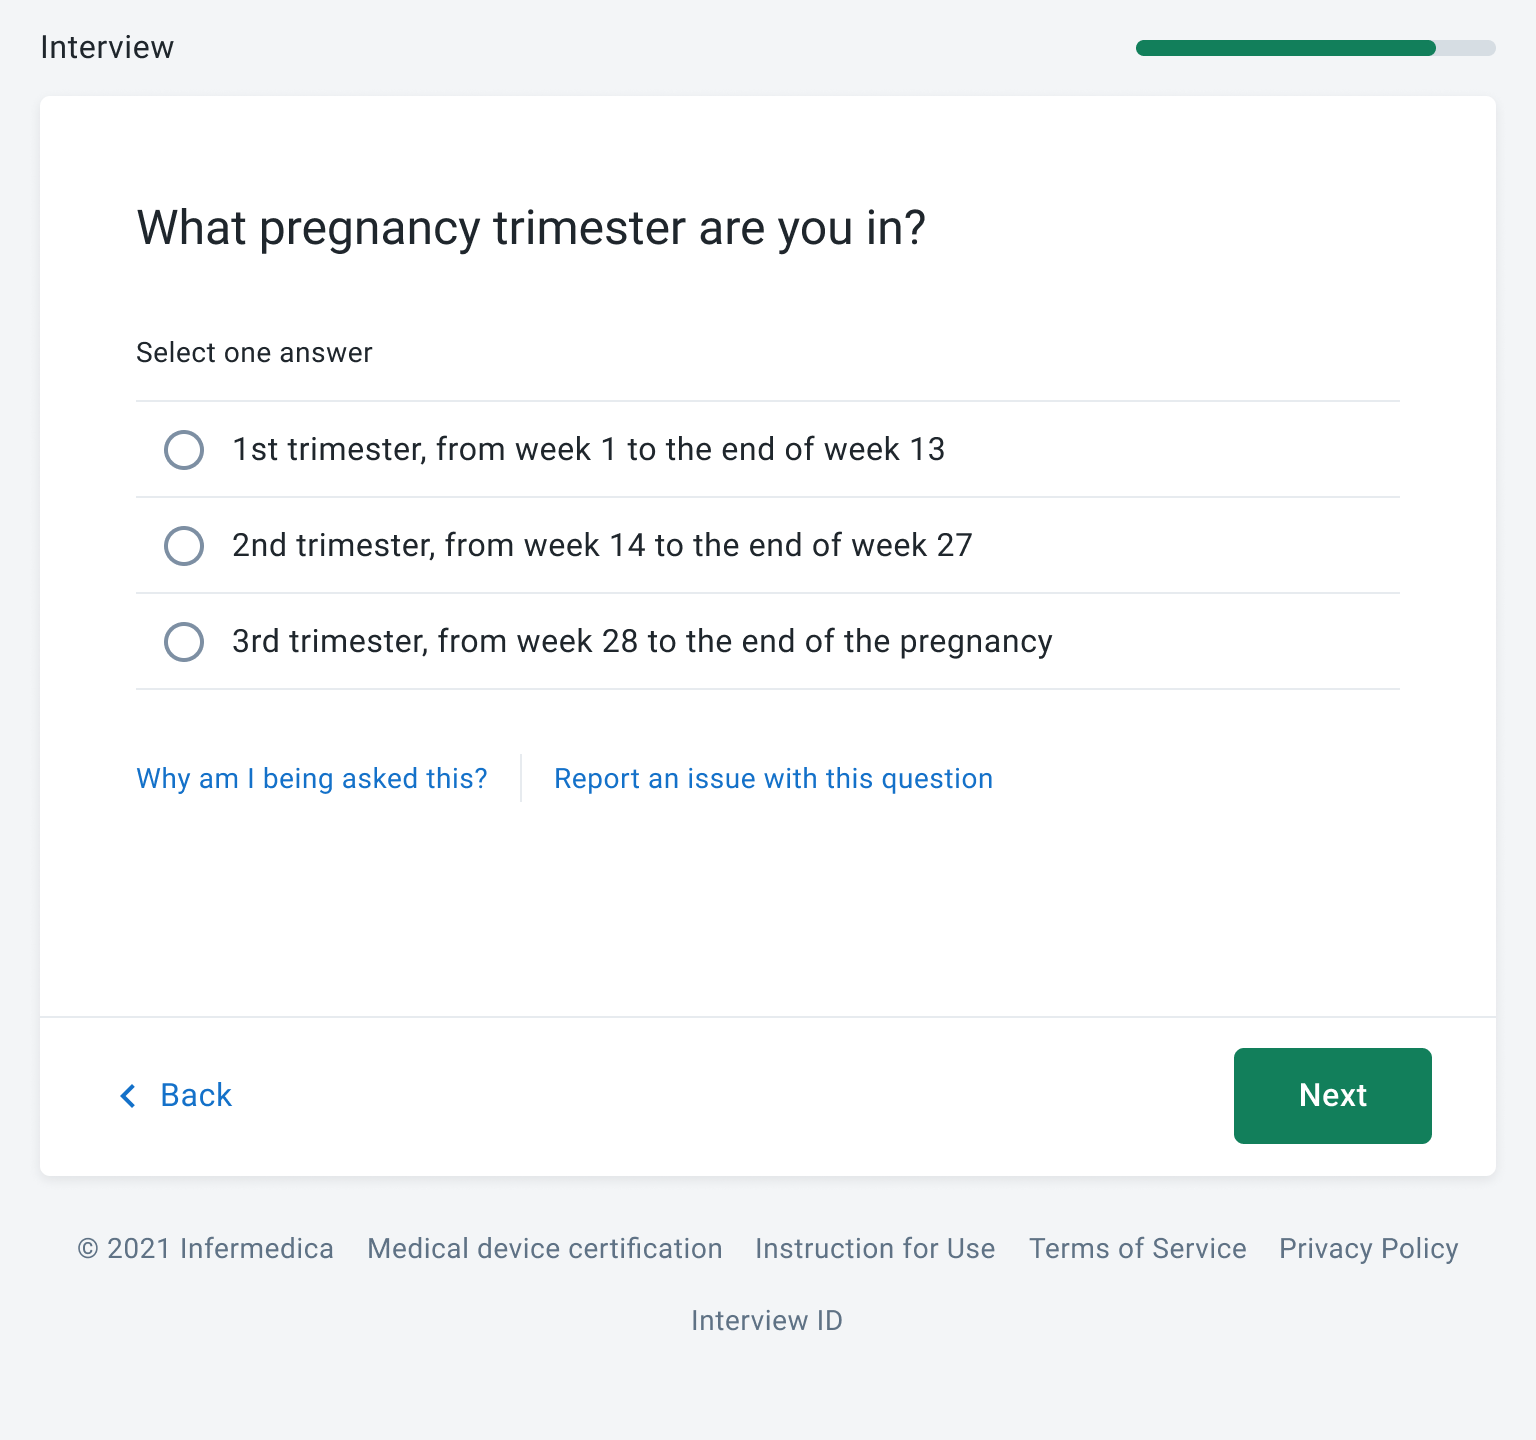 Interview
What pregnancy trimester are you in?
Select one answer
1st trimester, from week 1 to the end of week 13
2nd trimester, from week 14 to the end of week 27
3rd trimester, from week 28 to the end of the pregnancy
Why am I being asked this? Report an issue with this question
Back Next
© 2021 Infermedica Medical device certification Instruction for Use Terms of Service Privacy Policy
Interview ID